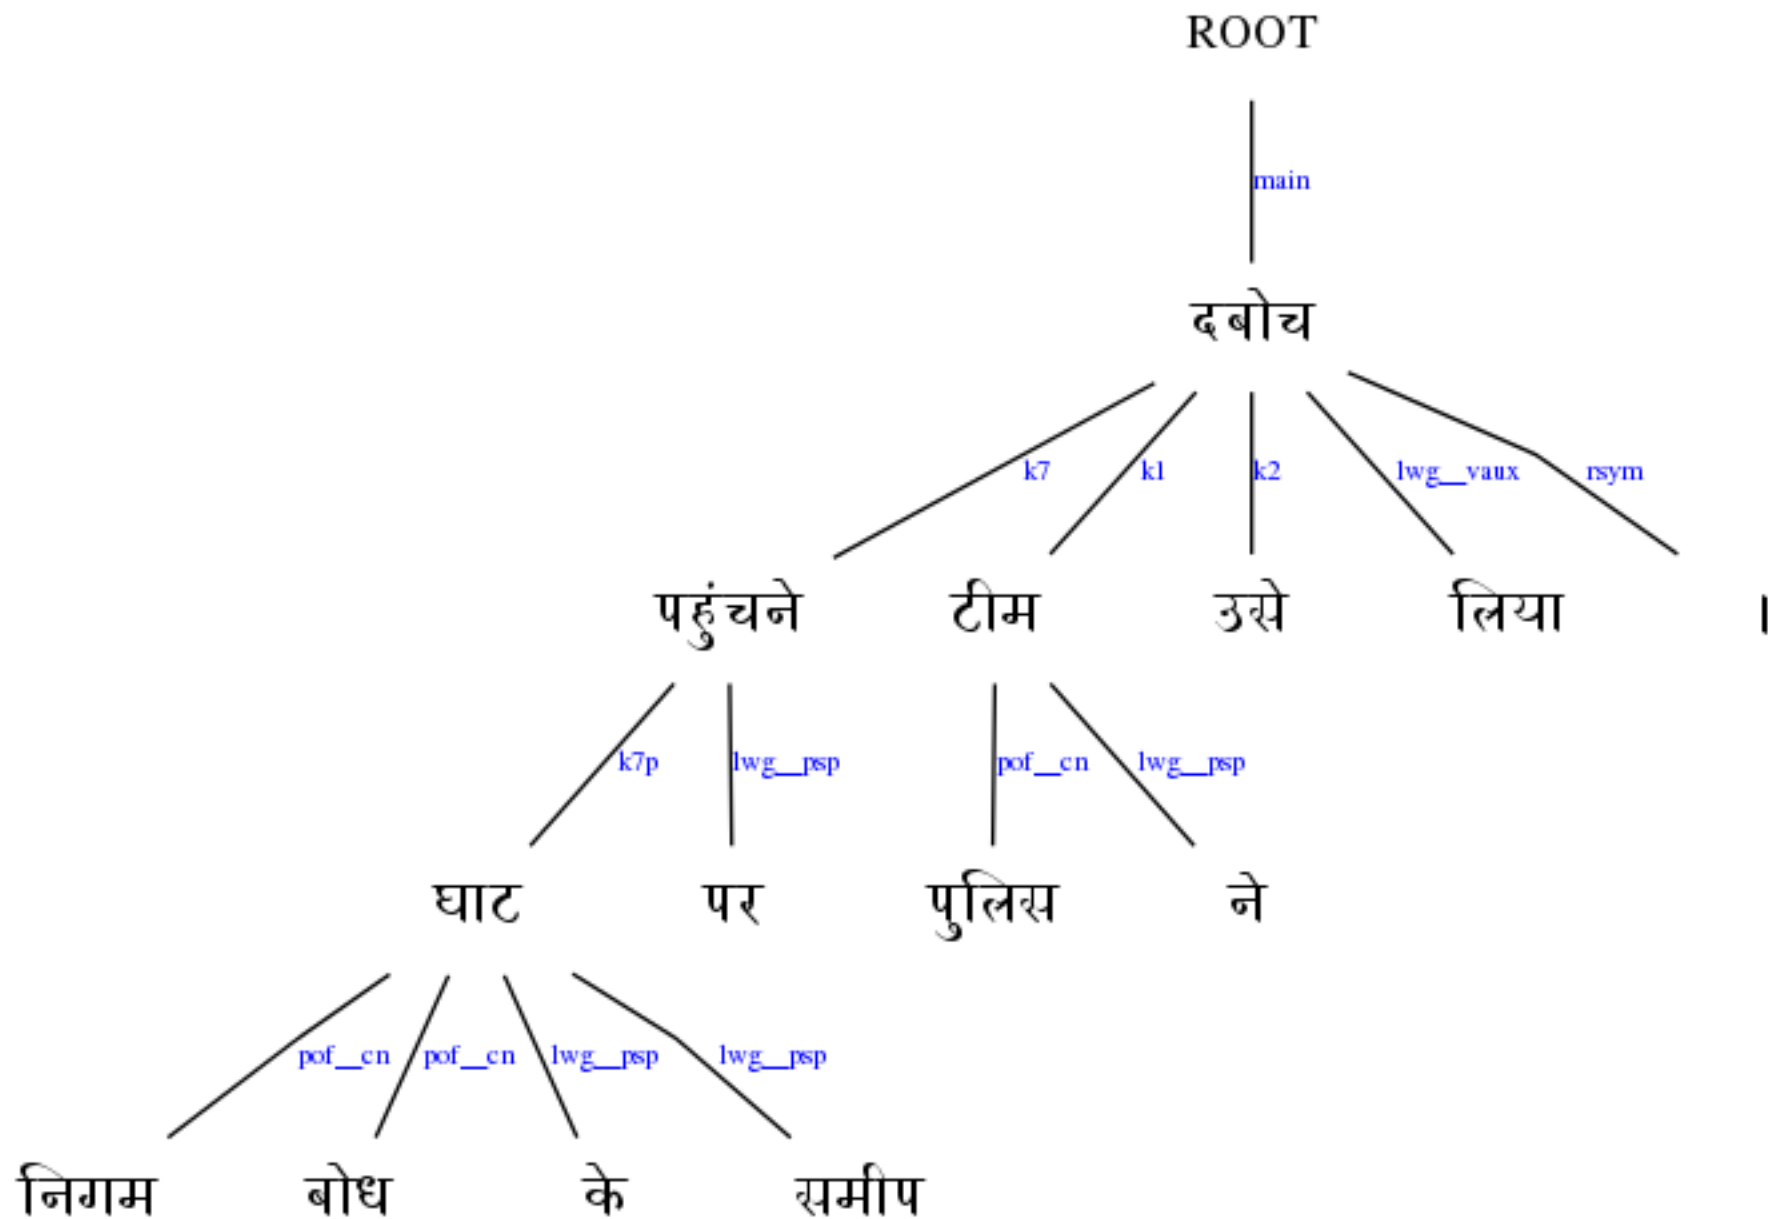 ROOT
main
दबोच
k7 k1 k2 lwg__vaux rsym
पहुंचने टीम उसे लिया ।
k7p lwg__psp pof__cn lwg__psp
घाट पर पुलिस ने
pof__cn pof__cn lwg__psp lwg__psp
निगम बोध के समीप